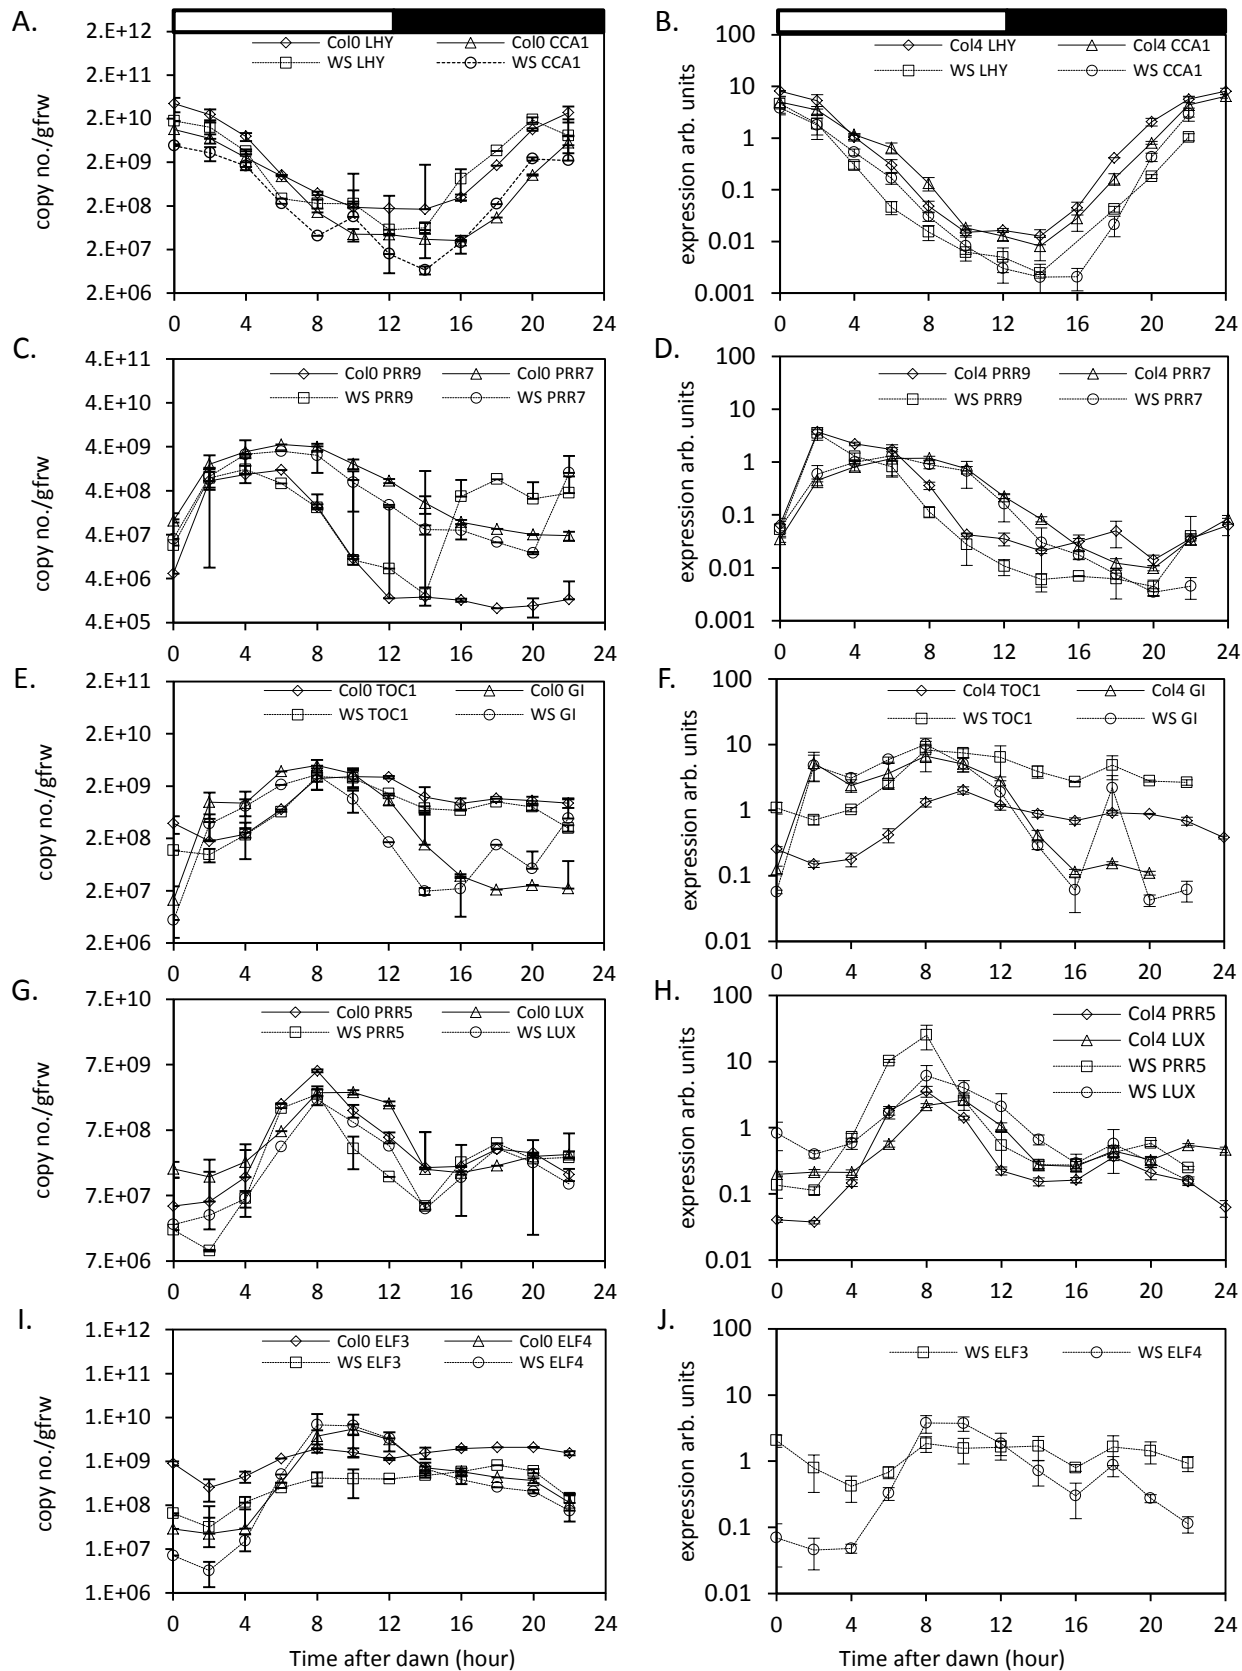 A.
copy no./gfrw
2.E+12
2.E+11
2.E+10
2.E+09
2.E+08
2.E+07
2.E+06
Col0 LHY Col0 CCA1
WS LHY WS CCA1
0 4 8 12 16 20 24
B.
expression arb. units
100
10
1
0.1
0.01
0.001
Col4 LHY Col4 CCA1
WS LHY WS CCA1
0 4 8 12 16 20 24
C.
copy no./gfrw
4.E+11
4.E+10
4.E+09
4.E+08
4.E+07
4.E+06
4.E+05
Col0 PRR9 Col0 PRR7
WS PRR9 WS PRR7
0 4 8 12 16 20 24
D.
expression arb. units
100
10
1
0.1
0.01
0.001
Col4 PRR9 Col4 PRR7
WS PRR9 WS PRR7
0 4 8 12 16 20 24
E.
copy no./gfrw
2.E+11
2.E+10
2.E+09
2.E+08
2.E+07
2.E+06
Col0 TOC1 Col0 GI
WS TOC1 WS GI
0 4 8 12 16 20 24
F.
expression arb. units
100
10
1
0.1
0.01
Col4 TOC1 Col4 GI
WS TOC1 WS GI
0 4 8 12 16 20 24
G.
copy no./gfrw
7.E+10
7.E+09
7.E+08
7.E+07
7.E+06
Col0 PRR5 Col0 LUX
WS PRR5 WS LUX
0 4 8 12 16 20 24
H.
expression arb. units
100
10
1
0.1
0.01
Col4 PRR5
Col4 LUX
WS PRR5
WS LUX
0 4 8 12 16 20 24
I.
copy no./gfrw
1.E+12
1.E+11
1.E+10
1.E+09
1.E+08
1.E+07
1.E+06
Col0 ELF3 Col0 ELF4
WS ELF3 WS ELF4
0 4 8 12 16 20 24
Time after dawn (hour)
J.
expression arb. units
100
10
1
0.1
0.01
WS ELF3 WS ELF4
0 4 8 12 16 20 24
Time after dawn (hour)